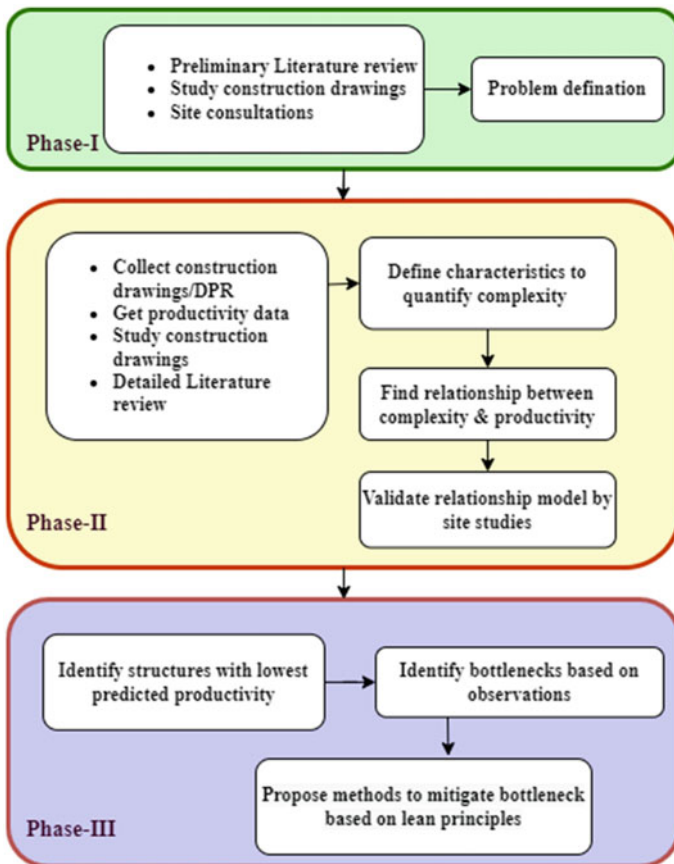 • Preliminary Literature review
• Study construction drawings
• Site consultations
Problem defination
Phase-I
• Collect construction
drawings/DPR
• Get productivity data
• Study construction
drawings
• Detailed Literature
review
Define characteristics to
quantify complexity
Find relationship between
complexity & productivity
Validate relationship model by
site studies
Phase-II
Identify structures with lowest
predicted productivity
Identify bottlenecks based on
observations
Propose methods to mitigate bottleneck
based on lean principles
Phase-III